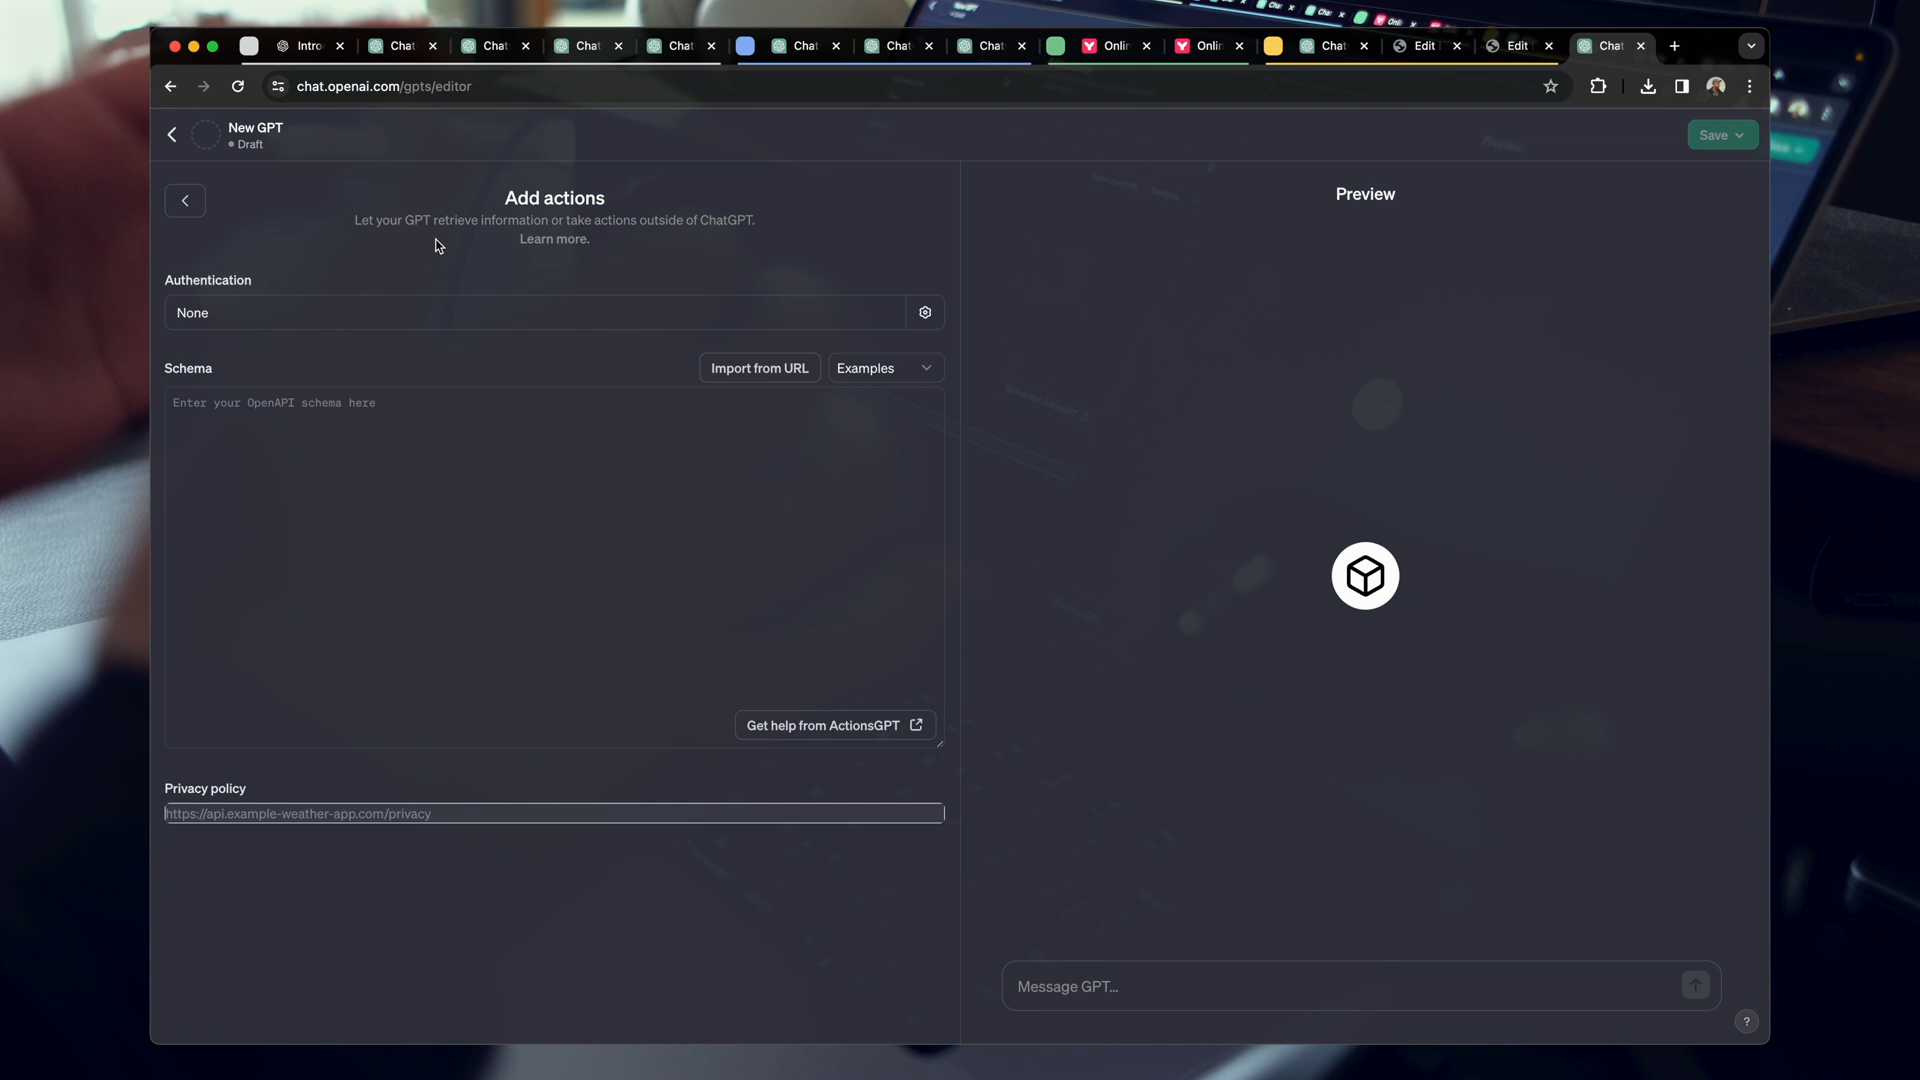 Intro
Chat
Chat
Chat
Chat
Chat
Chat
Chat
Onlin
Onlin
Chat
Edit
Edit
Chat
chat.openai.com/gpts/editor
New GPT
Draft
Save
Add actions
Let your GPT retrieve information or take actions outside of ChatGPT.
Learn more.
Preview
Authentication
None
Schema
Import from URL
Examples
Enter your OpenAPI schema here
Get help from ActionsGPT
Privacy policy
https://api.example-weather-app.com/privacy
Message GPT...
?